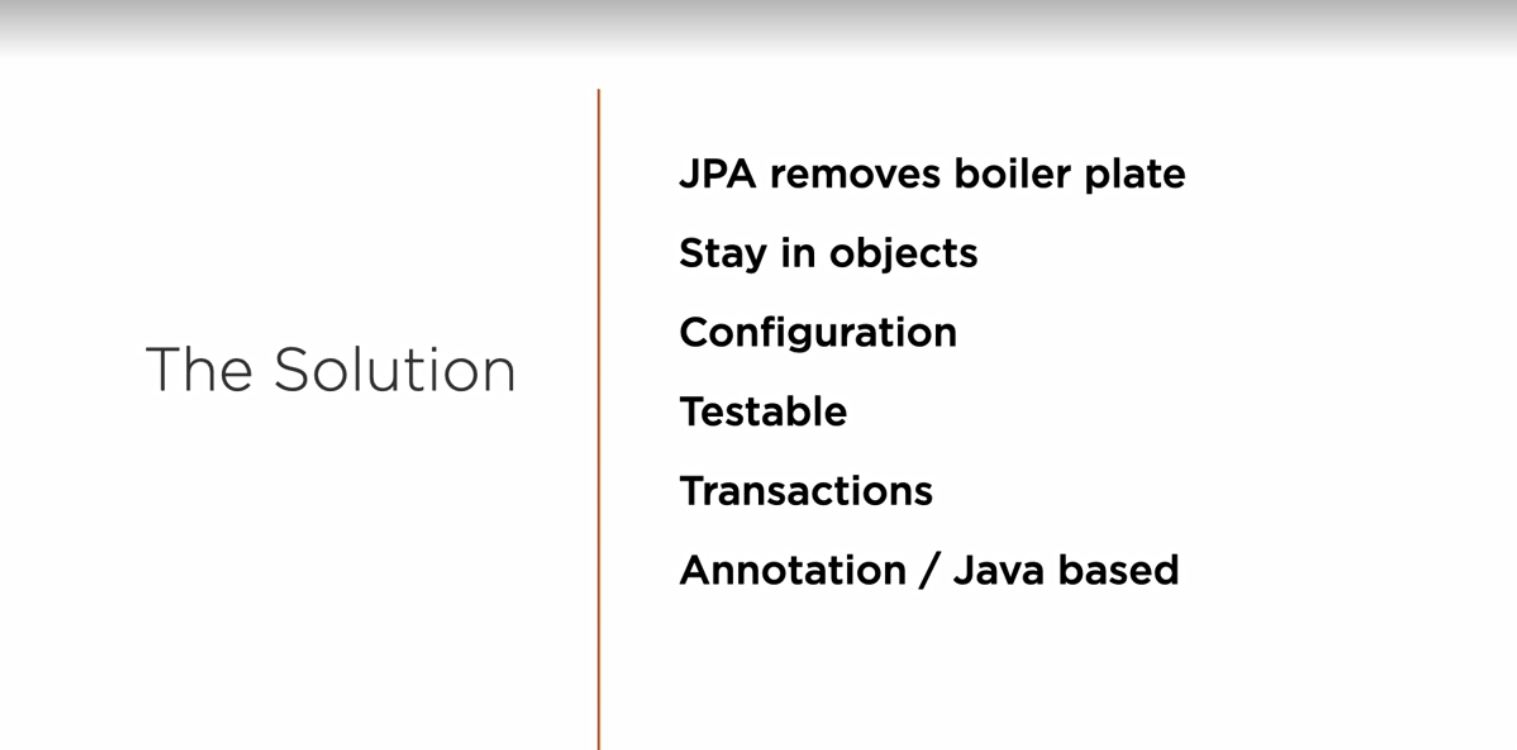 The Solution
JPA removes boiler plate
Stay in objects
Configuration
Testable
Transactions
Annotation / Java based